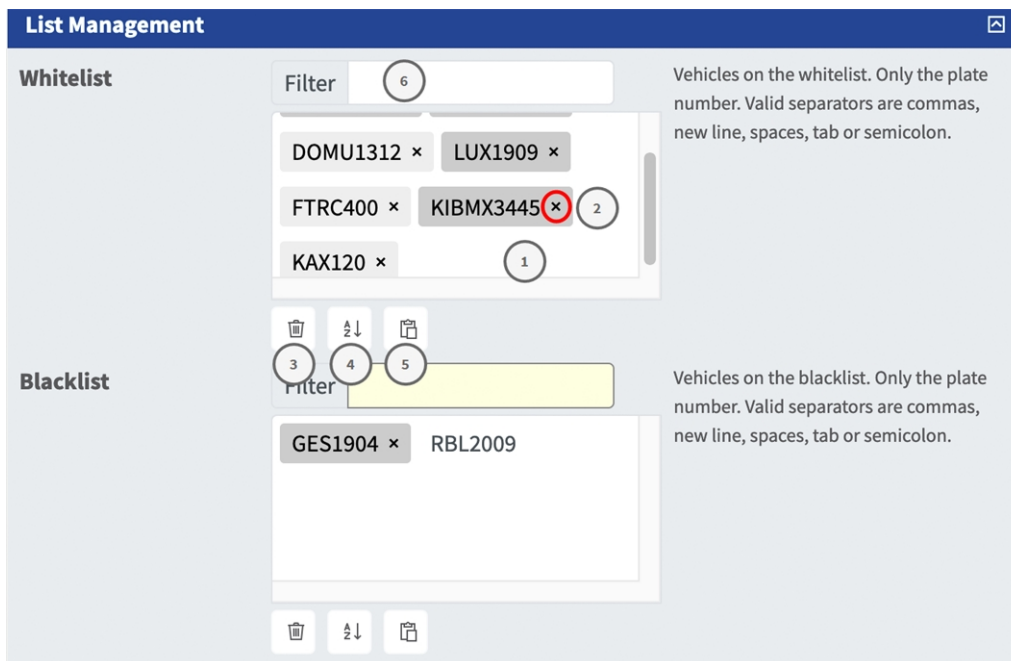 List Management
Whitelist
Filter
6
Vehicles on the whitelist. Only the plate
number. Valid separators are commas,
new line, spaces, tab or semicolon.
DOMU1312 × LUX1909 ×
FTRC400 × KIBMX3445 × 2
KAX120 × 1
3 4 5
Blacklist
Filter
Vehicles on the blacklist. Only the plate
number. Valid separators are commas,
new line, spaces, tab or semicolon.
GES1904 × RBL2009